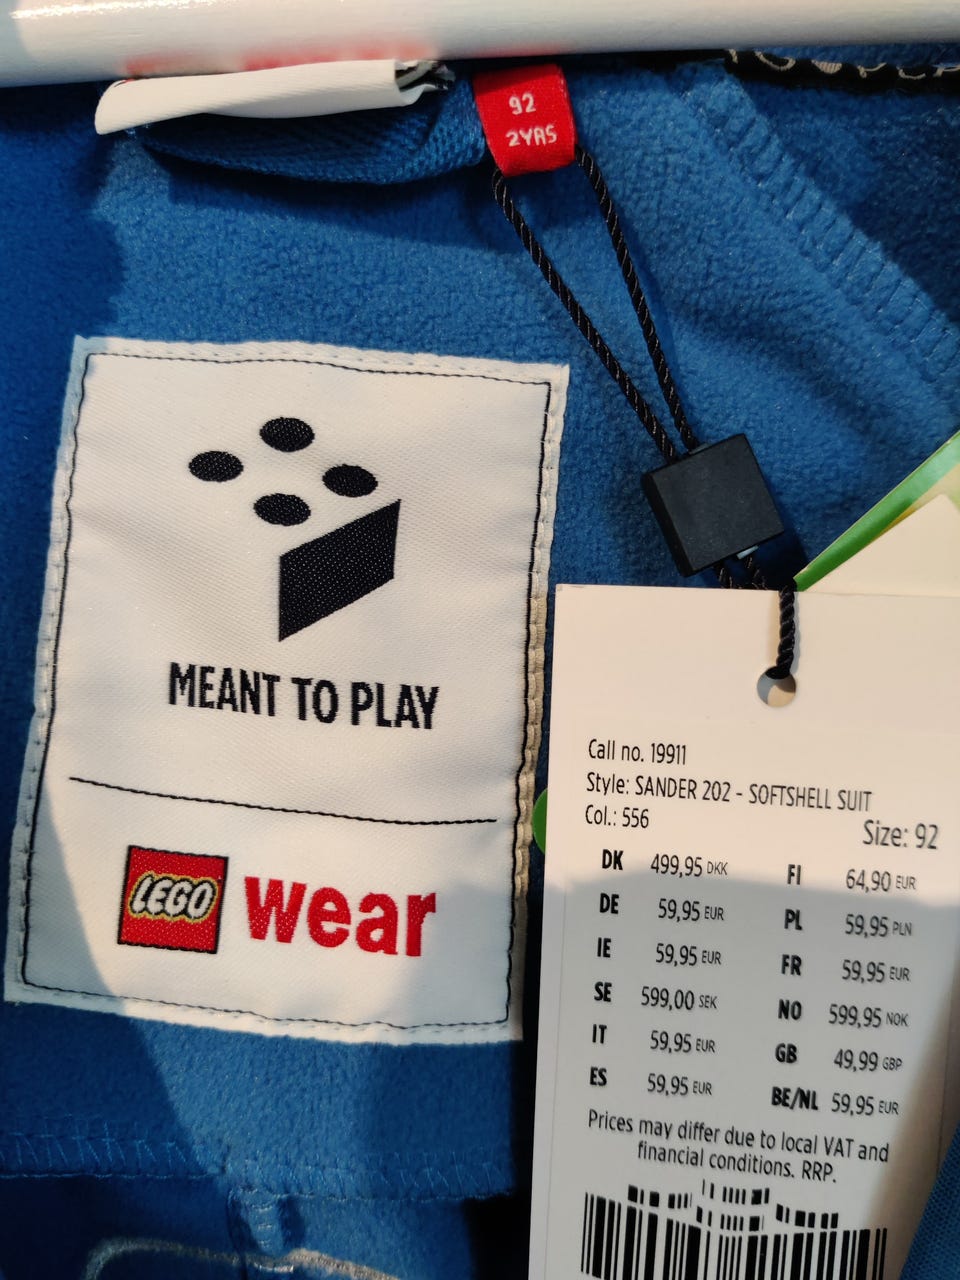 92
2YRS
MEANT TO PLAY
LEGO wear
Call no. 19911
Style: SANDER 202 - SOFTSHELL SUIT
Col.: 556
Size: 92
DK 499,95 DKK
FI 64,90 EUR
DE 59,95 EUR
PL 59,95 PLN
IE 59,95 EUR
FR 59,95 EUR
SE 599,00 SEK
NO 599,95 NOK
IT 59,95 EUR
GB 49,99 GBP
ES 59,95 EUR
BE/NL 59,95 EUR
Prices may differ due to local VAT and
financial conditions. RRP.